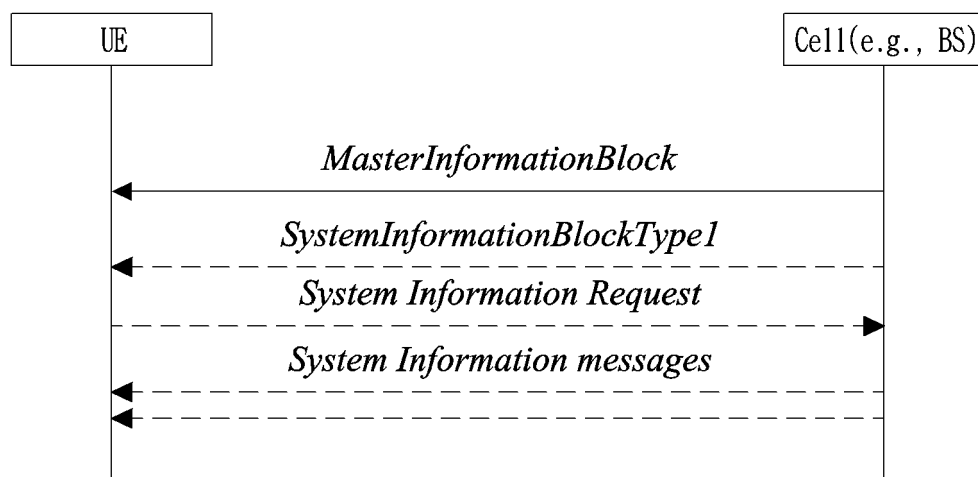 UE
Cell(e.g., BS)
MasterInformationBlock
SystemInformationBlockType1
System Information Request
System Information messages